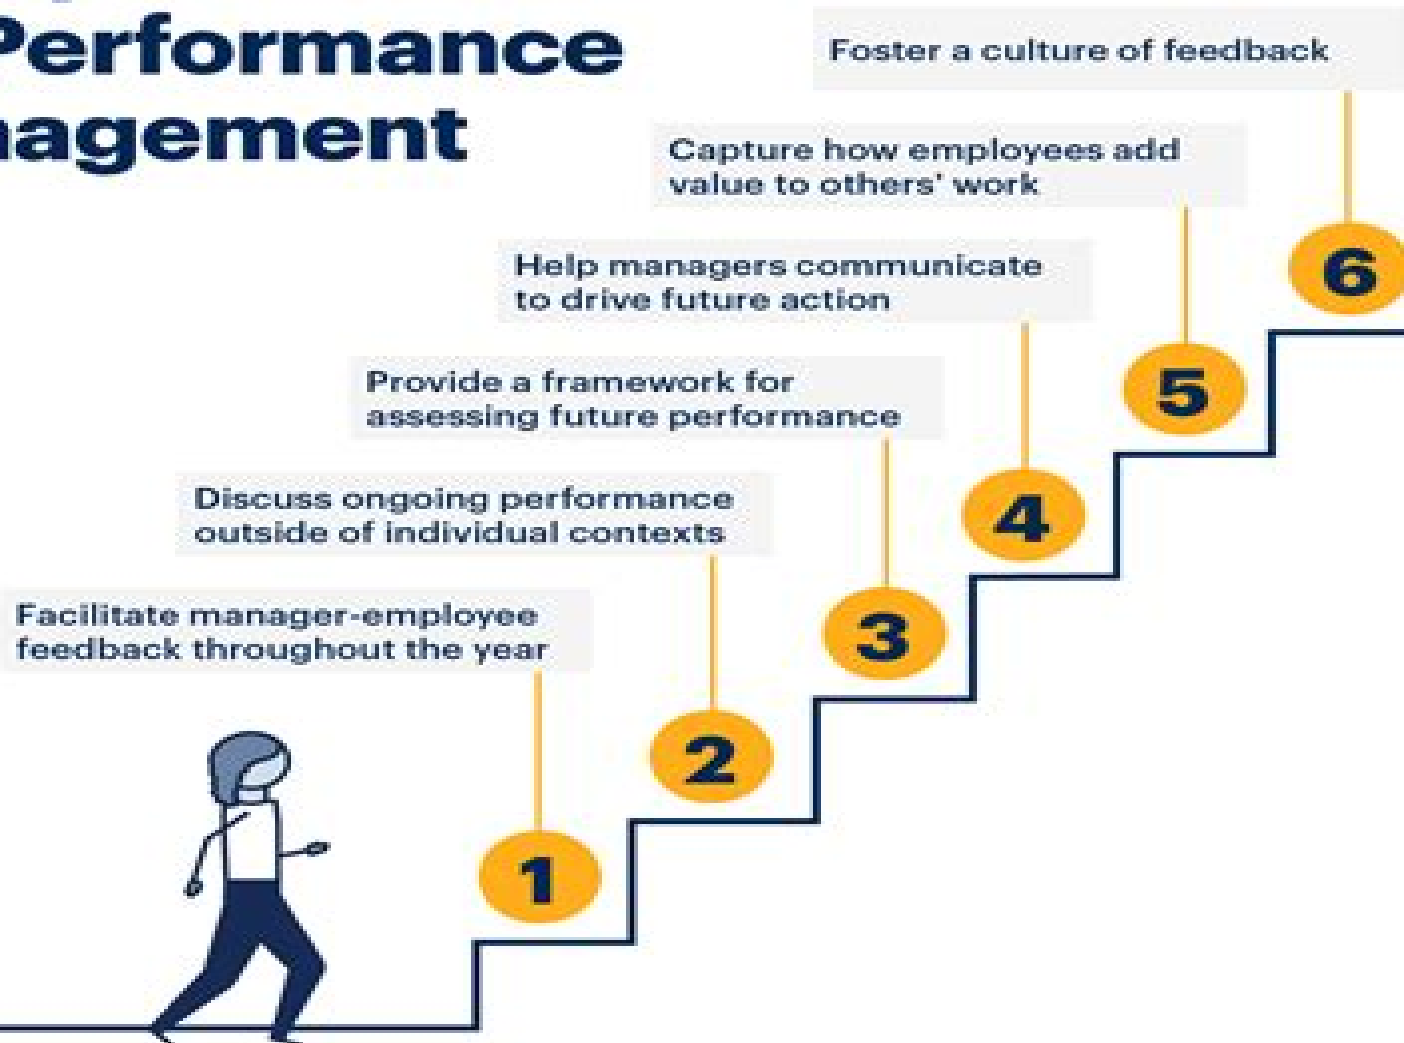 Performance
nagement
Foster a culture of feedback
6
Capture how employees add
value to others' work
5
Help managers communicate
to drive future action
4
Provide a framework for
assessing future performance
3
Discuss ongoing performance
outside of individual contexts
2
Facilitate manager-employee
feedback throughout the year
1